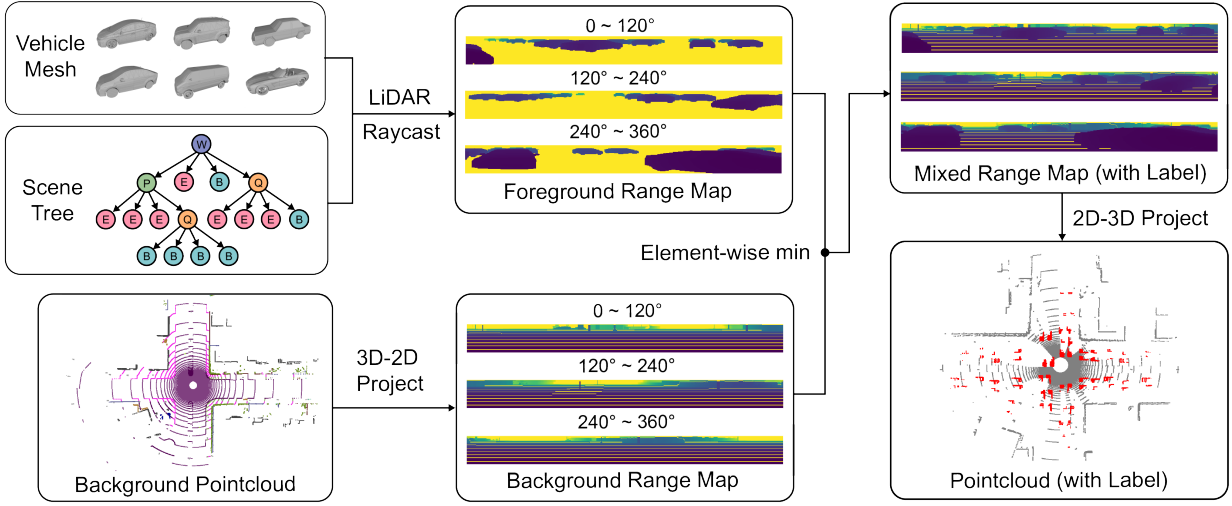 Vehicle
Mesh
Scene
Tree
W
P E B Q
E E E Q E E E B
B B B B
LiDAR
Raycast
0 ~ 120°
120° ~ 240°
240° ~ 360°
Foreground Range Map
Mixed Range Map (with Label)
Element-wise min
2D-3D Project
Background Pointcloud
3D-2D
Project
0 ~ 120°
120° ~ 240°
240° ~ 360°
Background Range Map
Pointcloud (with Label)